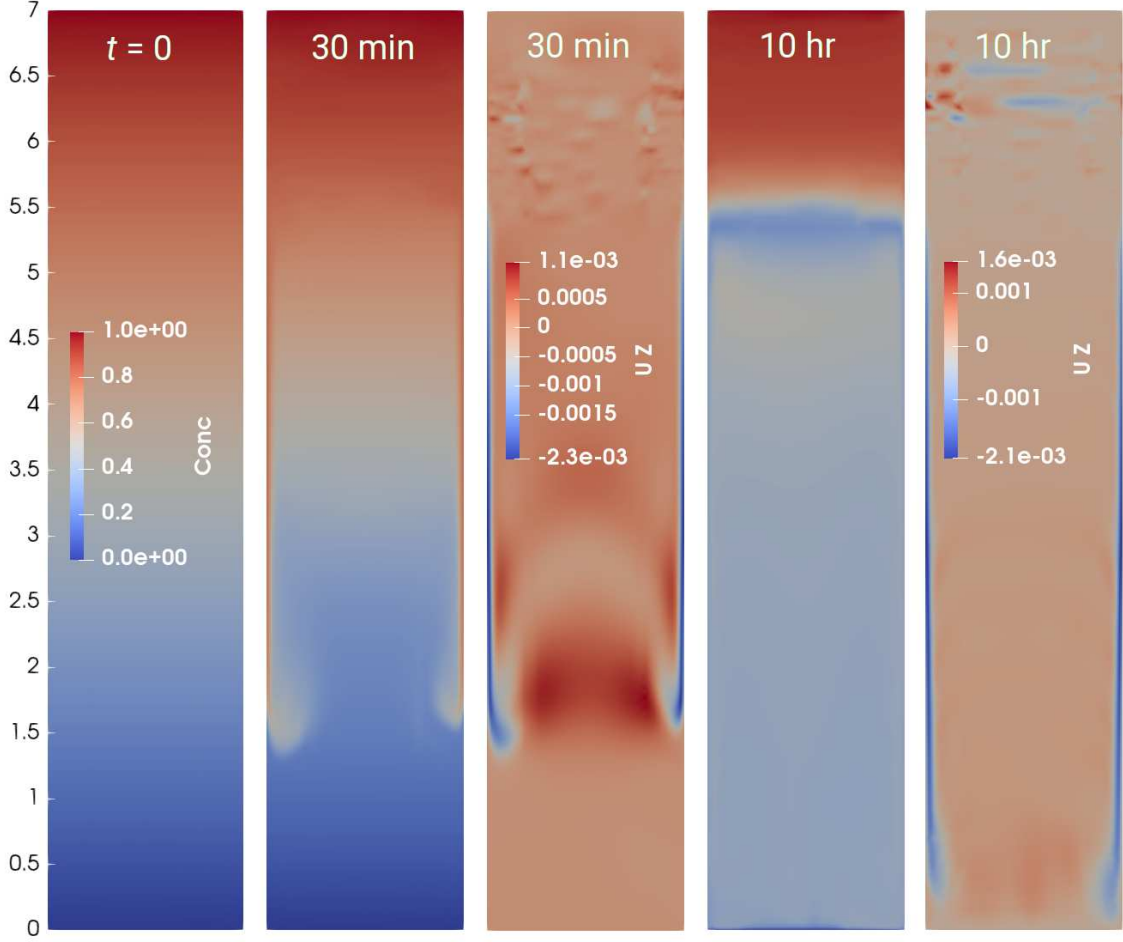 7
6.5
6
5.5
5
4.5
4
3.5
3
2.5
2
1.5
1
0.5
0
t = 0
1.0e+00
0.8
0.6
0.4
0.2
0.0e+00
Conc
30 min
30 min
1.1e-03
0.0005
0
-0.0005
-0.001
-0.0015
-2.3e-03
U Z
10 hr
10 hr
1.6e-03
0.001
0
-0.001
-2.1e-03
U Z